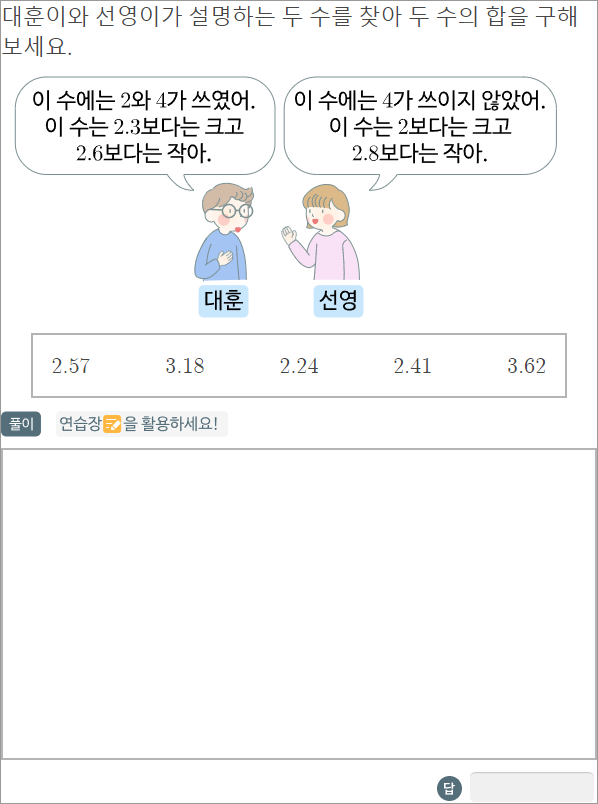 대훈이와 선영이가 설명하는 두 수를 찾아 두 수의 합을 구해
보세요.
이 수에는 2와 4가 쓰였어.
이 수는 2.3보다는 크고
2.6보다는 작아.
이 수에는 4가 쓰이지 않았어.
이 수는 2보다는 크고
2.8보다는 작아.
대훈
선영
2.57 3.18 2.24 2.41 3.62
풀이 연습장 을 활용하세요!
답